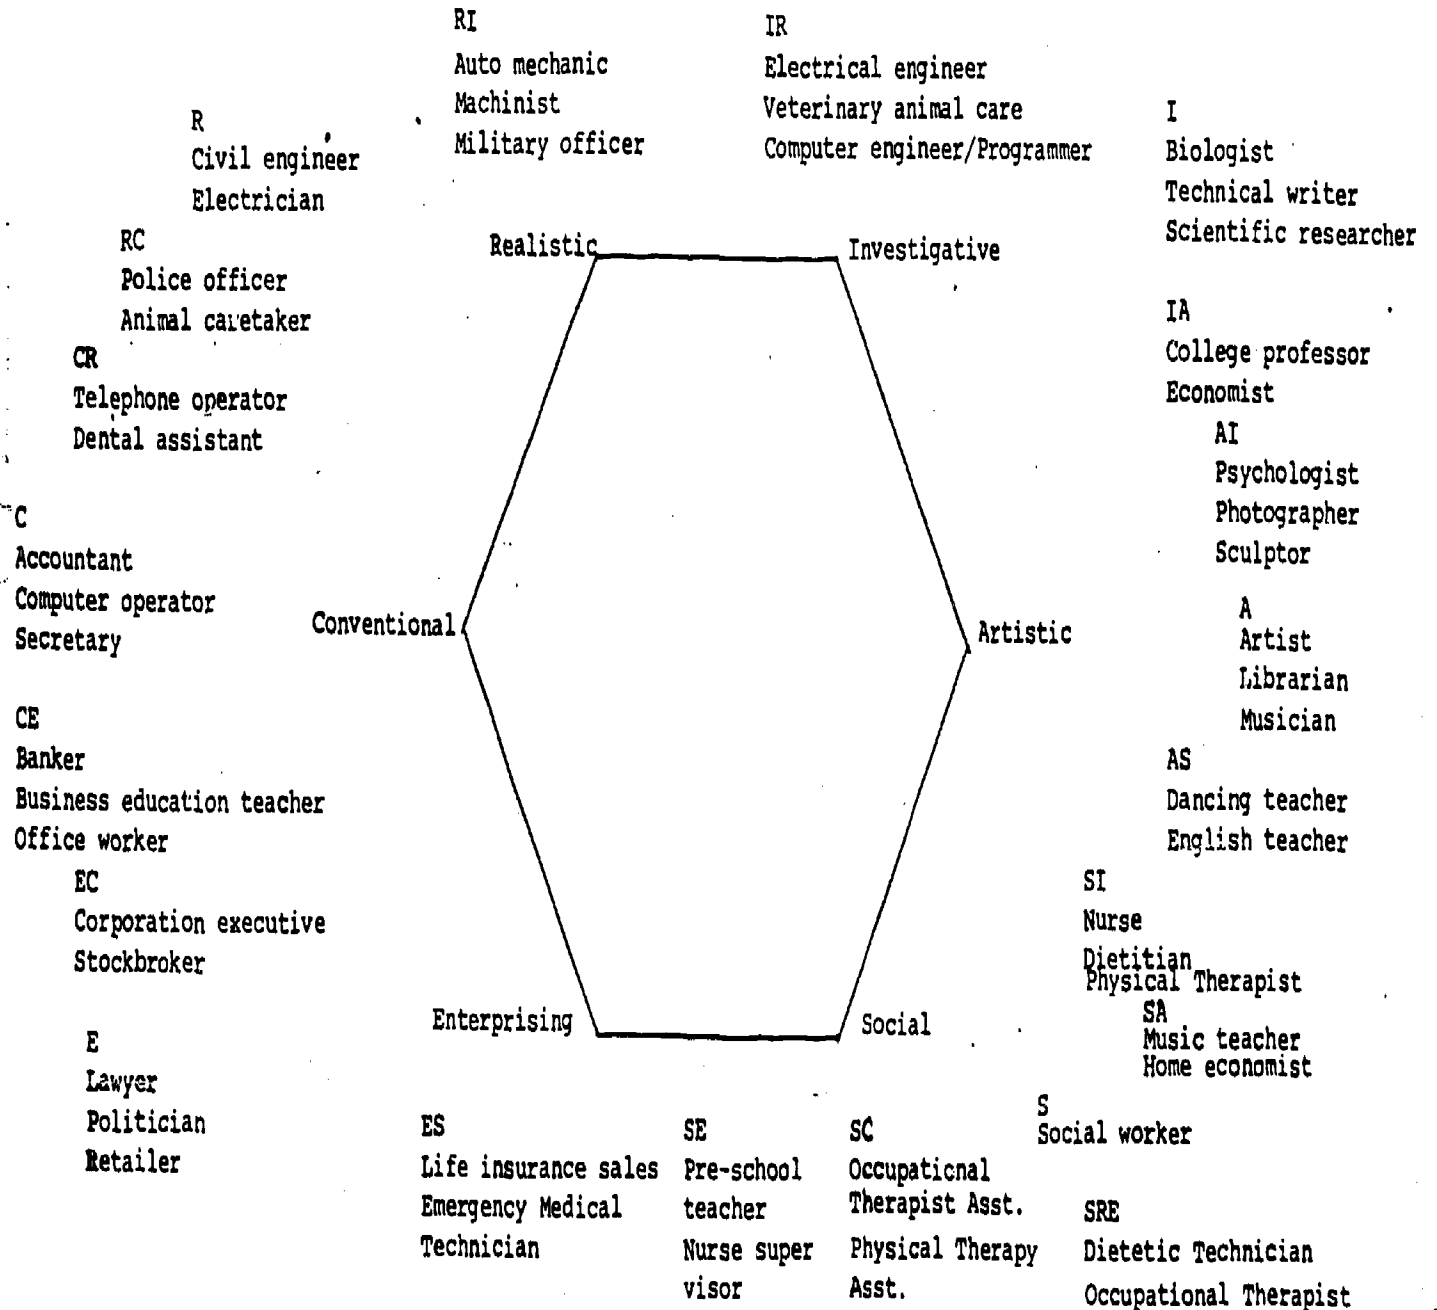 RI
Auto mechanic
Machinist
Military officer
IR
Electrical engineer
Veterinary animal care
Computer engineer/Programmer
R
Civil engineer
Electrician
I
Biologist
Technical writer
Scientific researcher
RC
Police officer
Animal caretaker
Realistic
Investigative
IA
College professor
Economist
CR
Telephone operator
Dental assistant
AI
Psychologist
Photographer
Sculptor
C
Accountant
Computer operator
Secretary
Conventional
Artistic
A
Artist
Librarian
Musician
CE
Banker
Business education teacher
Office worker
AS
Dancing teacher
English teacher
EC
Corporation executive
Stockbroker
SI
Nurse
Dietitian
Physical Therapist
SA
Music teacher
Home economist
Enterprising
Social
E
Lawyer
Politician
Retailer
S
Social worker
ES
Life insurance sales
Emergency Medical
Technician
SE
Pre-school
teacher
Nurse super
visor
SC
Occupational
Therapist Asst.
Physical Therapy
Asst.
SRE
Dietetic Technician
Occupational Therapist